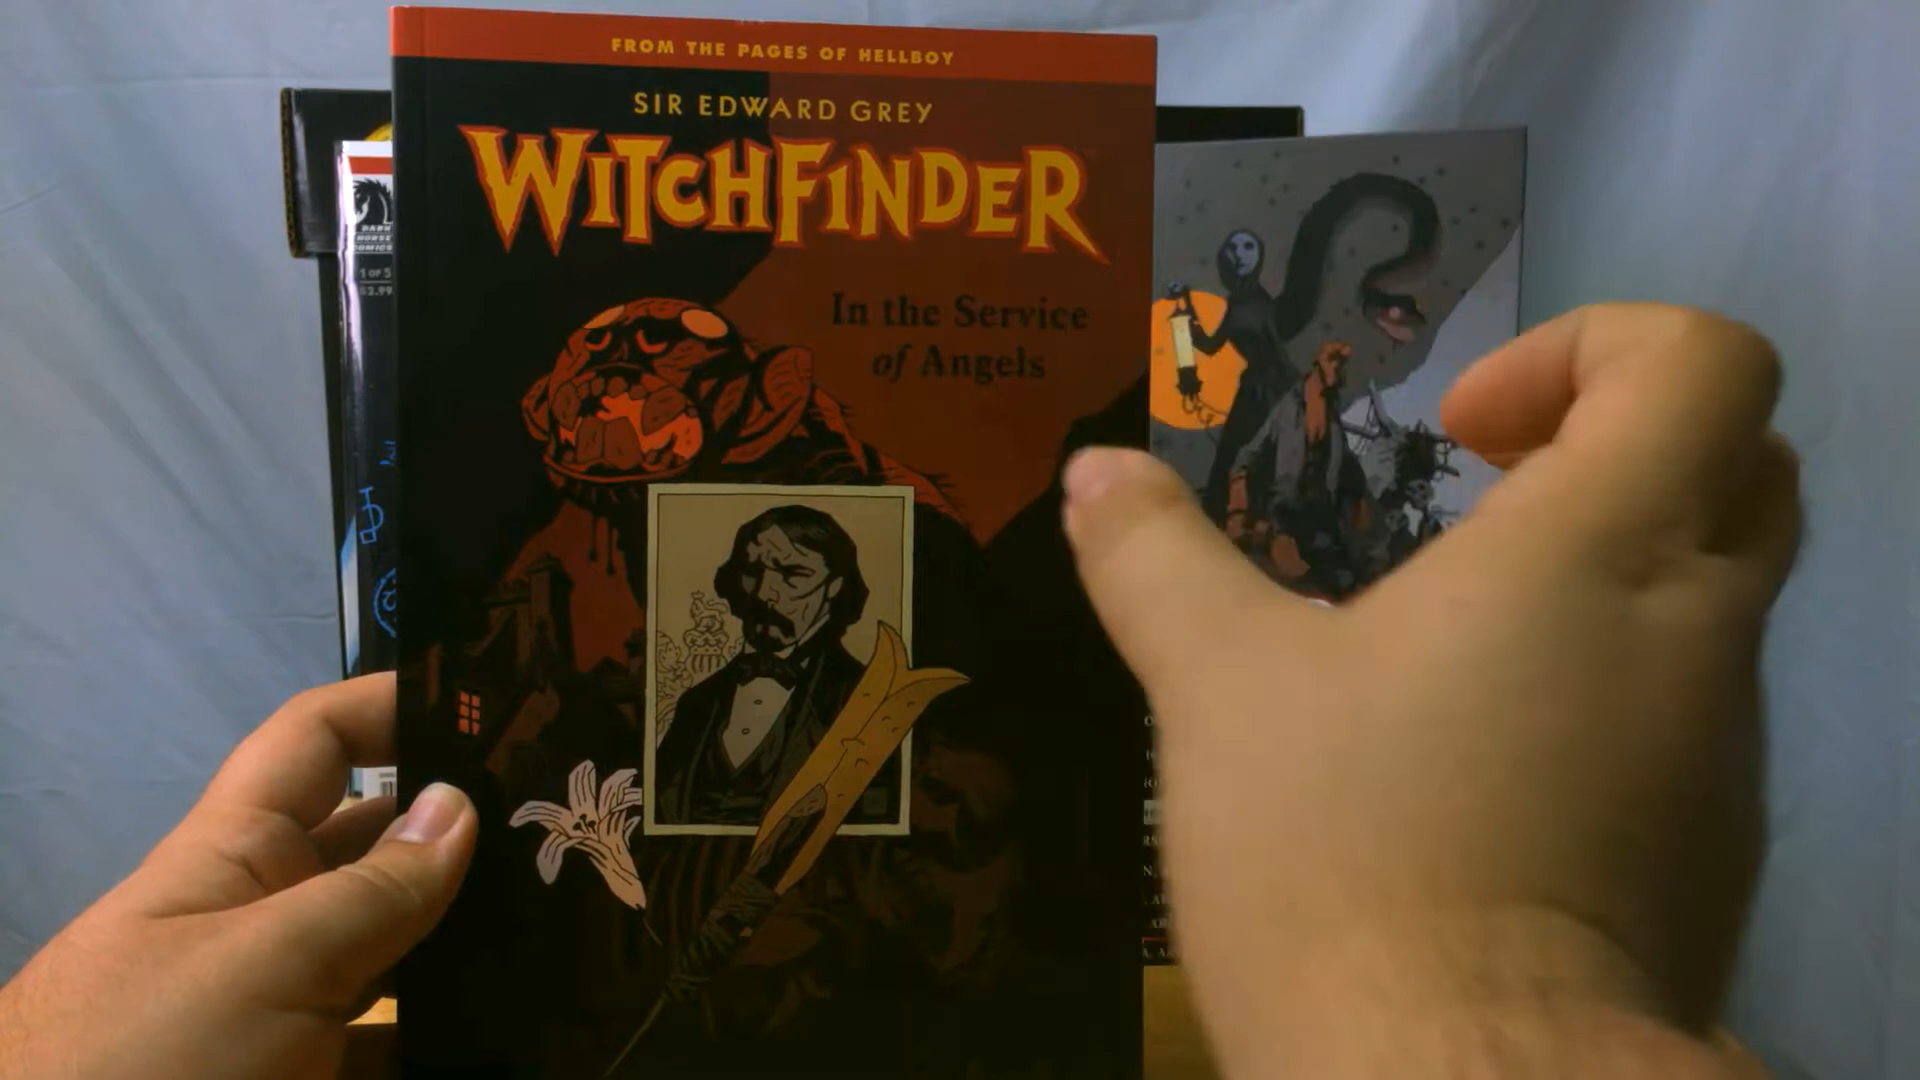 FROM THE PAGES OF HELLBOY
SIR EDWARD GREY
WITCHFINDER
In the Service
of Angels
DARK
HORSE
COMICS
1 OF 5
$2.99